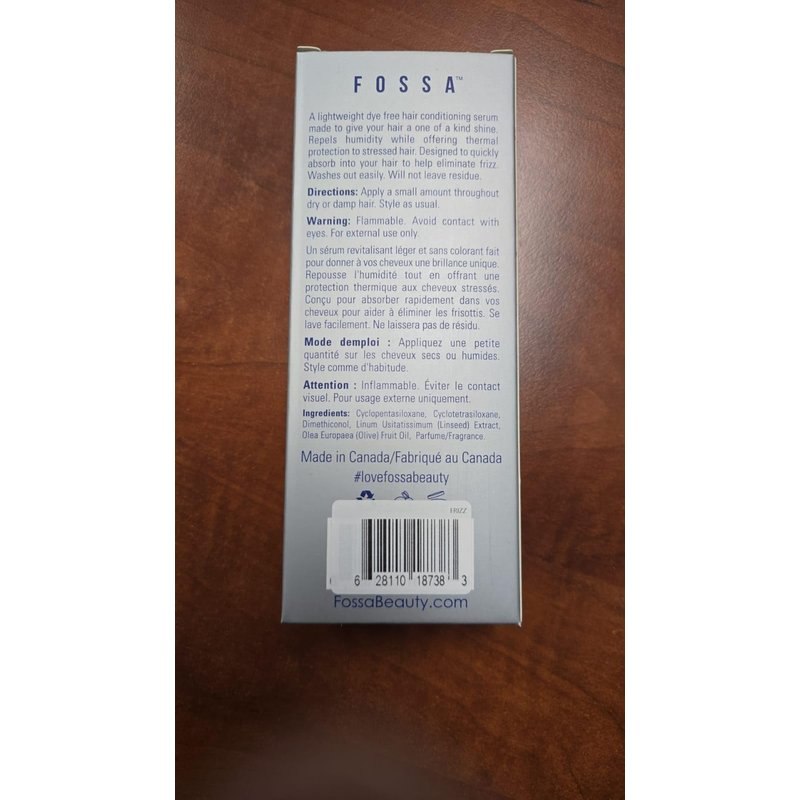 FOSSA™
A lightweight dye free hair conditioning serum
made to give your hair a one of a kind shine.
Repels humidity while offering thermal
protection to stressed hair. Designed to quickly
absorb into your hair to help eliminate frizz.
Washes out easily. Will not leave residue.
Directions: Apply a small amount throughout
dry or damp hair. Style as usual.
Warning: Flammable. Avoid contact with
eyes. For external use only.
Un sérum revitalisant léger et sans colorant fait
pour donner à vos cheveux une brillance unique.
Repousse l'humidité tout en offrant une
protection thermique aux cheveux stressés.
Conçu pour absorber rapidement dans vos
cheveux pour aider à éliminer les frisottis. Se
lave facilement. Ne laissera pas de résidu.
Mode demploi : Appliquez une petite
quantité sur les cheveux secs ou humides.
Style comme d'habitude.
Attention : Inflammable. Éviter le contact
visuel. Pour usage externe uniquement.
Ingredients: Cyclopentasiloxane, Cyclotetrasiloxane,
Dimethiconol, Linum Usitatissimum (Linseed) Extract,
Olea Europaea (Olive) Fruit Oil, Parfume/Fragrance.
Made in Canada/Fabriqué au Canada
#lovefossabeauty
FRIZZ
6 28110 18738 3
FossaBeauty.com